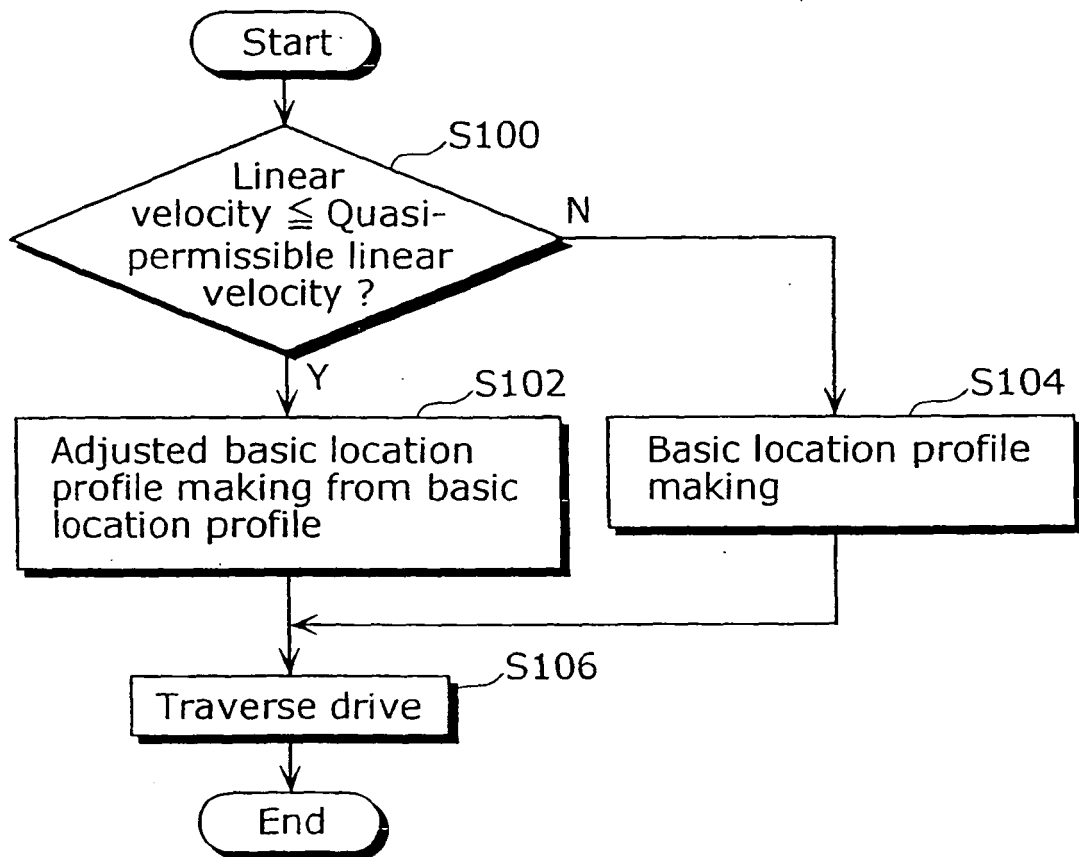 Start
S100
Linear
velocity ≦ Quasi-
permissible linear
velocity ?
N
Y
S102
Adjusted basic location
profile making from basic
location profile
S104
Basic location profile
making
S106
Traverse drive
End